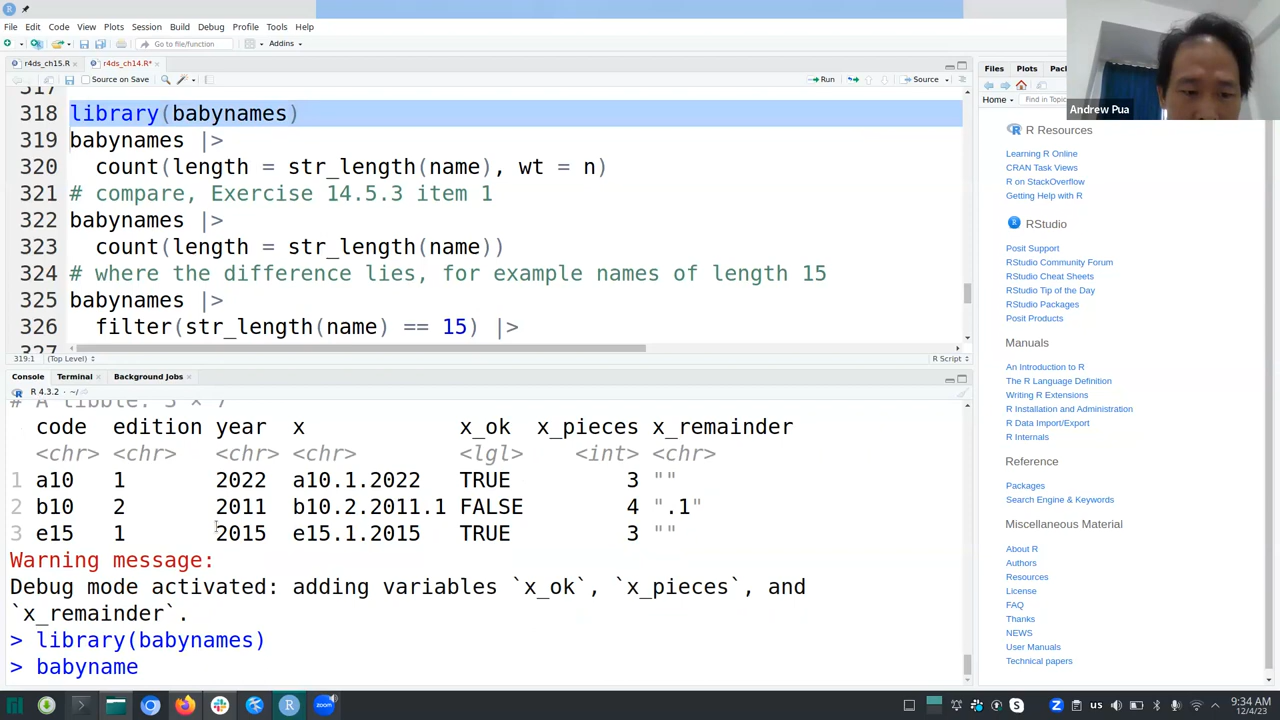 File Edit Code View Plots Session Build Debug Profile Tools Help
Go to file/function
Addins
r4ds_ch15.R
r4ds_ch14.R*
Source on Save
Run
Source
318 library(babynames)
319 babynames |>
320 count(length = str_length(name), wt = n)
321 # compare, Exercise 14.5.3 item 1
322 babynames |>
323 count(length = str_length(name))
324 # where the difference lies, for example names of length 15
325 babynames |>
326 filter(str_length(name) == 15) |>
319:1 (Top Level) R Script
Console Terminal Background Jobs
R 4.3.2 · ~/
# A tibble: 3 × 7
code edition year x x_ok x_pieces x_remainder
<chr> <chr> <chr> <chr> <lgl> <int> <chr>
1 a10 1 2022 a10.1.2022 TRUE 3 ""
2 b10 2 2011 b10.2.2011.1 FALSE 4 ".1"
3 e15 1 2015 e15.1.2015 TRUE 3 ""
Warning message:
Debug mode activated: adding variables `x_ok`, `x_pieces`, and
`x_remainder`.
> library(babynames)
> babyname
Files Plots
Home Find in
Andrew Pua
R Resources
Learning R Online
CRAN Task Views
R on StackOverflow
Getting Help with R
RStudio
Posit Support
RStudio Community Forum
RStudio Cheat Sheets
RStudio Tip of the Day
RStudio Packages
Posit Products
Manuals
An Introduction to R
The R Language Definition
Writing R Extensions
R Installation and Administration
R Data Import/Export
R Internals
Reference
Packages
Search Engine & Keywords
Miscellaneous Material
About R
Authors
Resources
License
FAQ
Thanks
NEWS
User Manuals
Technical papers
zoom
us
9:34 AM
12/4/23